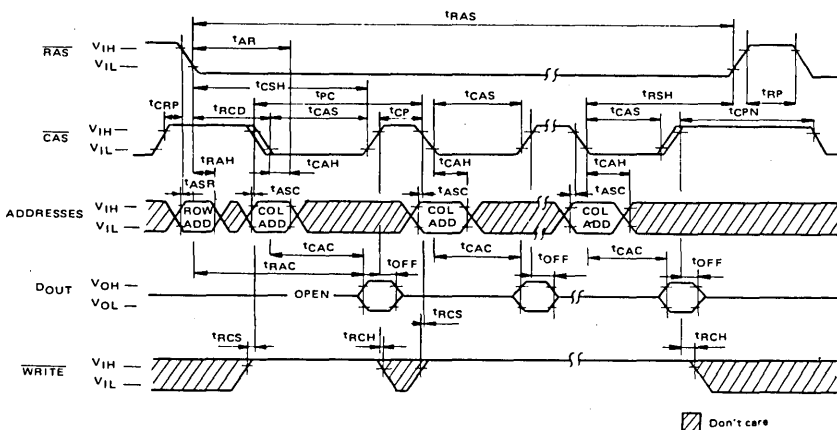 tRAS
tAR
RAS VIH
VIL
tCSH
tPC
tCRP tRCD tCAS tCP tCAS tRSH tCPN
tCAS
CAS VIH
VIL
tRAH tCAH tCAH tCAH
tASR tASC tASC tASC
ADDRESSES VIH
VIL
ROW ADD COL ADD COL ADD COL ADD
tCAC tCAC tCAC
tRAC tOFF tOFF tOFF
DOUT VOH
VOL
OPEN
tRCS
tRCS tRCH tRCH
WRITE VIH
VIL
Don't care